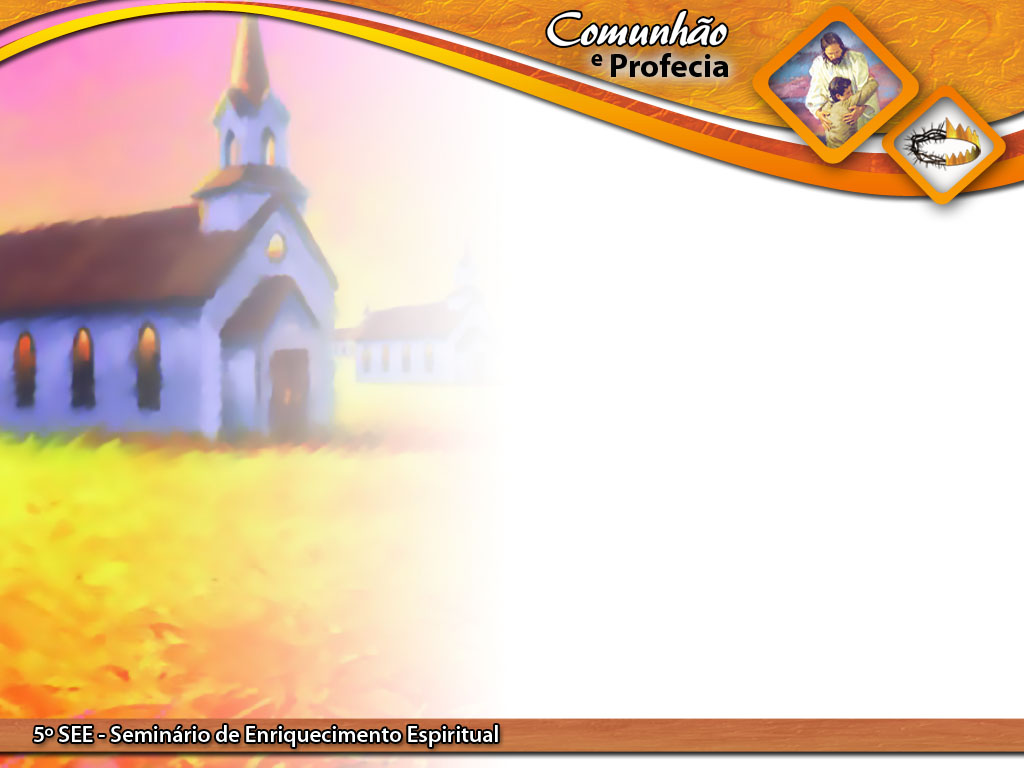 Comunhão
e Profecia
5º SEE - Seminário de Enriquecimento Espiritual